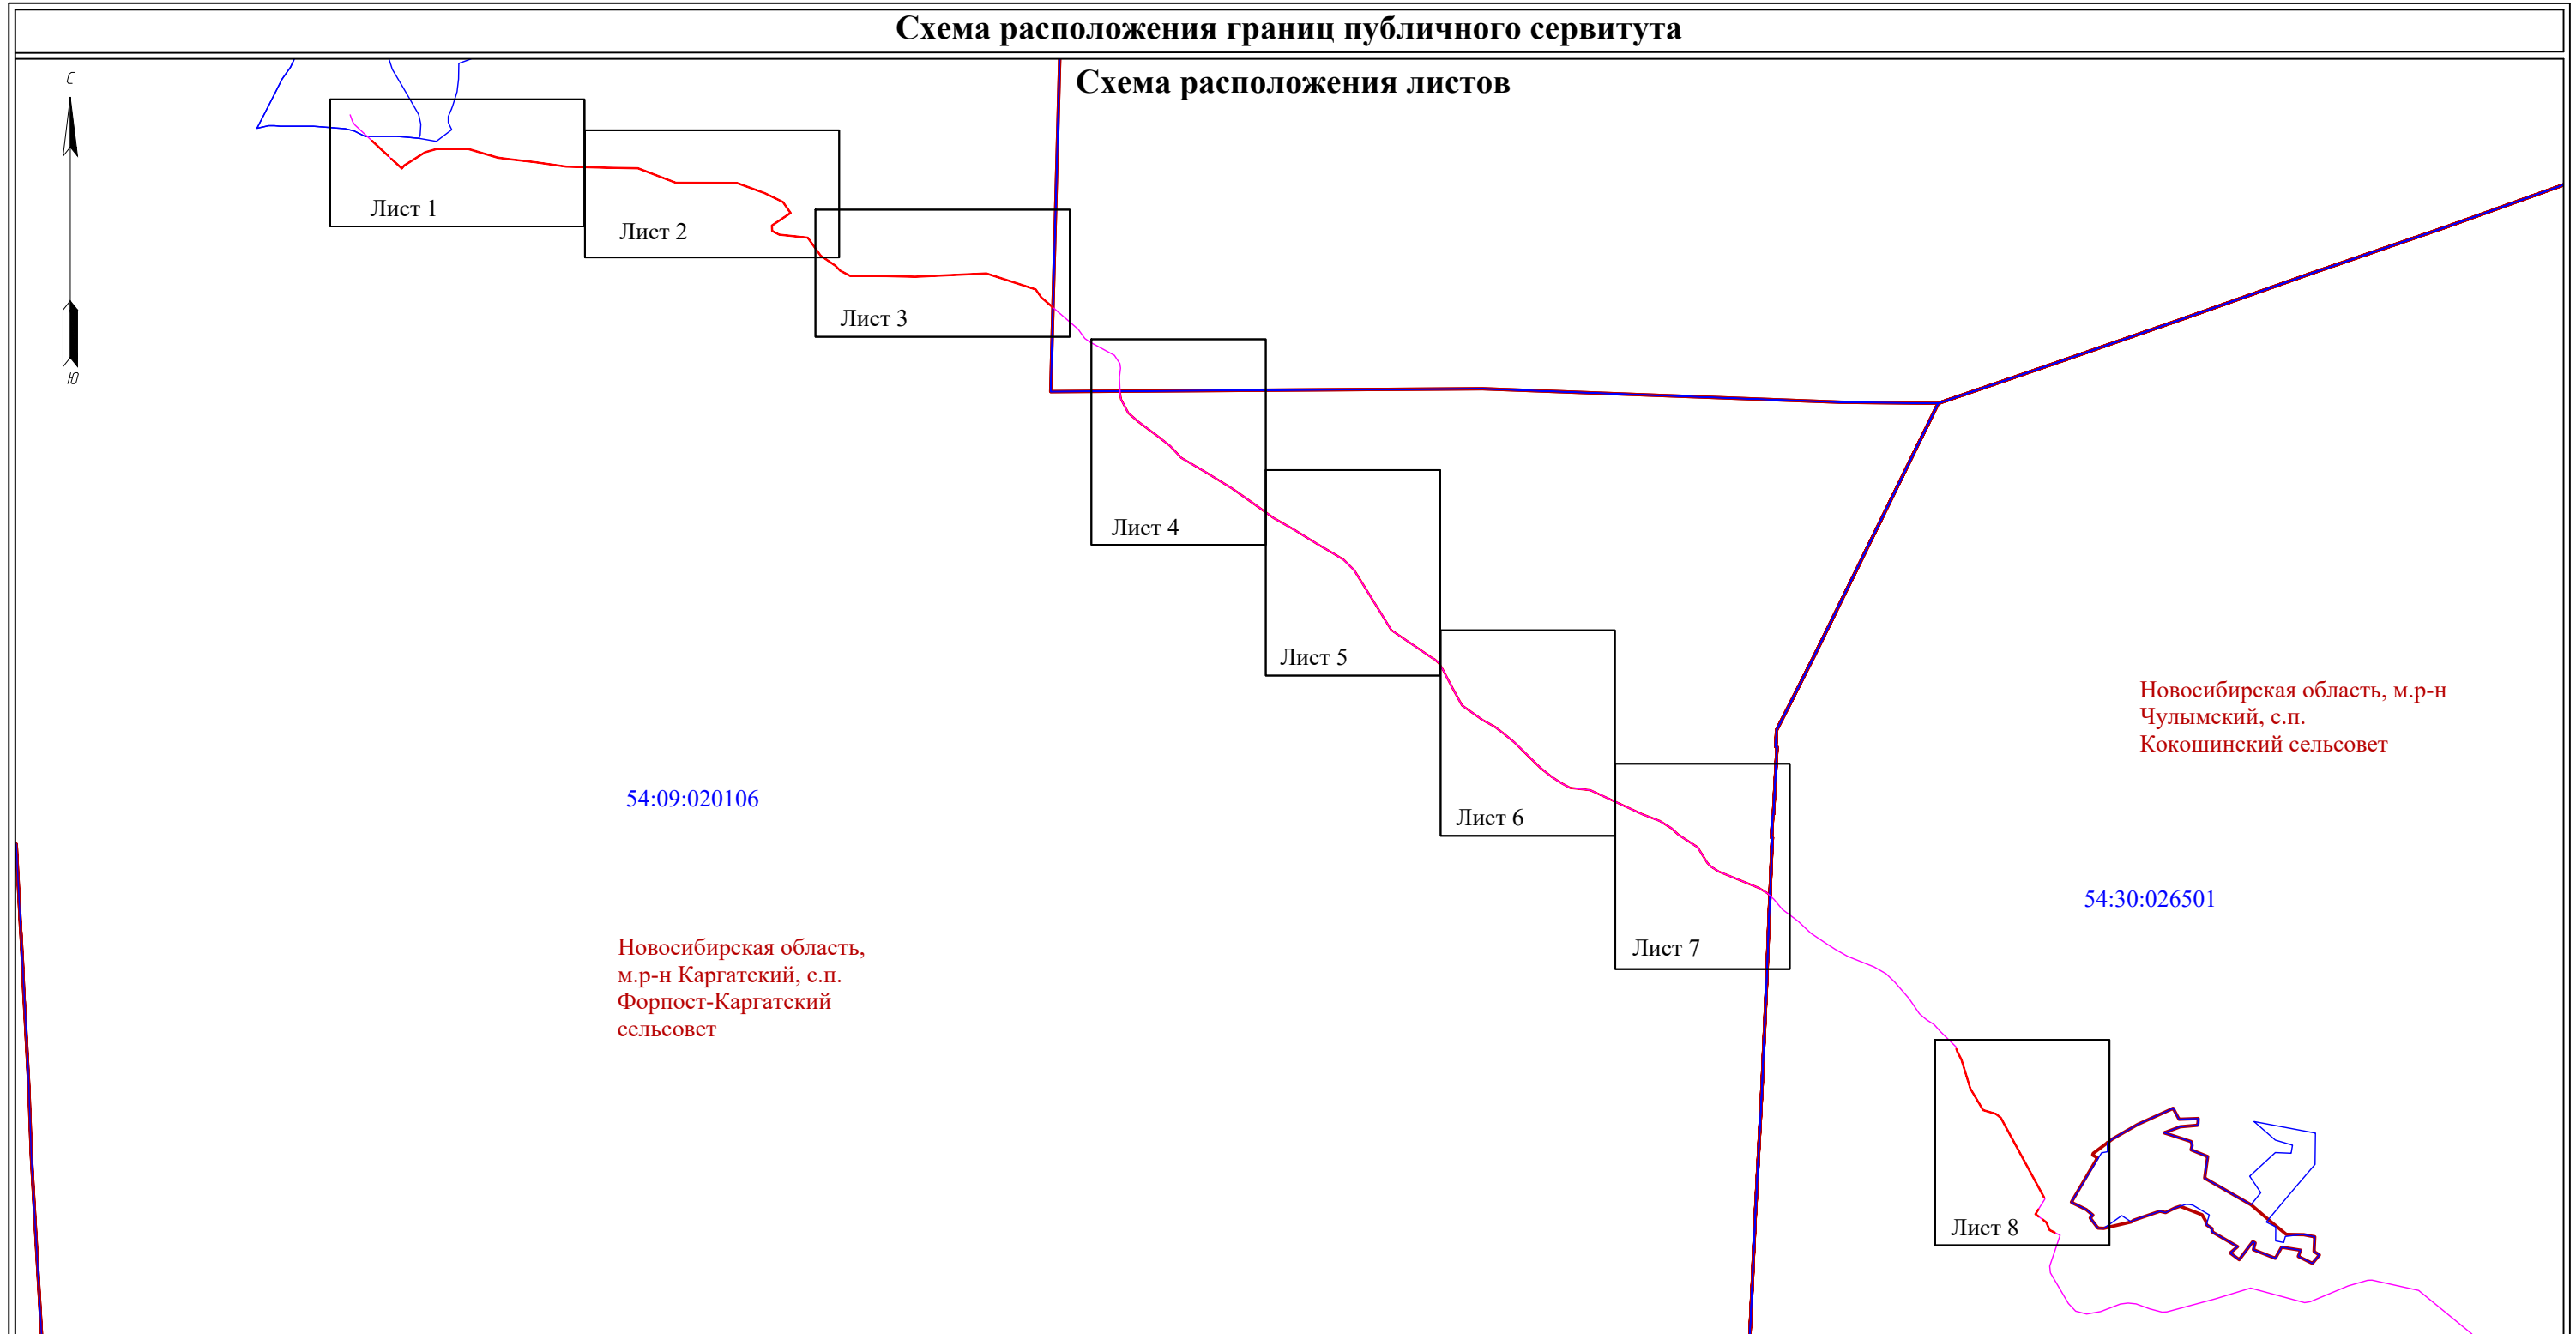 Схема расположения границ публичного сервитута
Схема расположения листов
С
Ю
Лист 1
Лист 2
Лист 3
Лист 4
Лист 5
Лист 6
Лист 7
Лист 8
54:09:020106
Новосибирская область,
м.р-н Каргатский, с.п.
Форпост-Каргатский
сельсовет
Новосибирская область, м.р-н
Чулымский, с.п.
Кокошинский сельсовет
54:30:026501